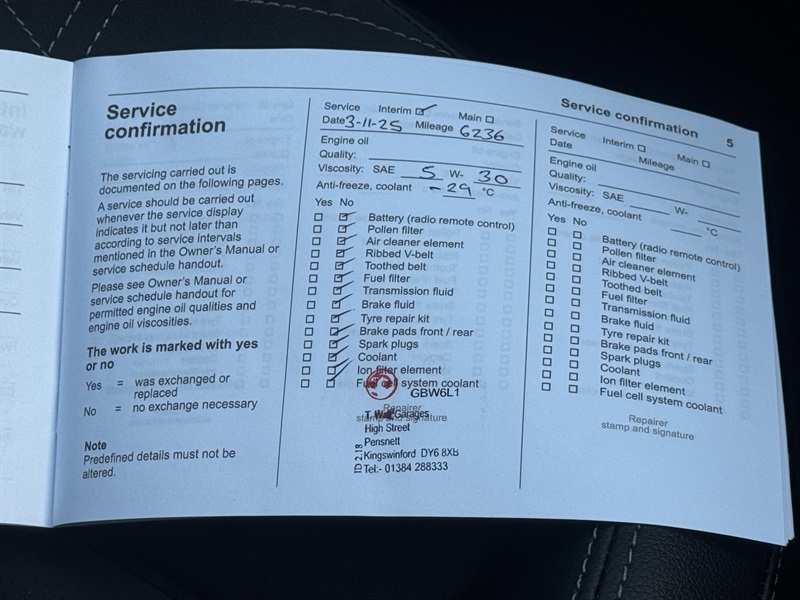 Service
confirmation
The servicing carried out is
documented on the following pages.
A service should be carried out
whenever the service display
indicates it but not later than
according to service intervals
mentioned in the Owner's Manual or
service schedule handout.
Please see Owner's Manual or
service schedule handout for
permitted engine oil qualities and
engine oil viscosities.
The work is marked with yes
or no
Yes = was exchanged or
replaced
No = no exchange necessary
Note
Predefined details must not be
altered.
Service Interim Main
Date 3-11-25 Mileage 6236
Engine oil
Quality:
Viscosity: SAE 5 W- 30
Anti-freeze, coolant -29 °C
Yes No
Battery (radio remote control)
Pollen filter
Air cleaner element
Ribbed V-belt
Toothed belt
Fuel filter
Transmission fluid
Brake fluid
Tyre repair kit
Brake pads front / rear
Spark plugs
Coolant
Ion filter element
Fuel cell system coolant
GBW6L1
Repairer
stamp and signature
T. Wall Garages
High Street
Pensnett
Kingswinford DY6 8XB
Tel:- 01384 288333
ID 2.18
Service confirmation 5
Service Interim Main
Date Mileage
Engine oil
Quality:
Viscosity: SAE W-
Anti-freeze, coolant °C
Yes No
Battery (radio remote control)
Pollen filter
Air cleaner element
Ribbed V-belt
Toothed belt
Fuel filter
Transmission fluid
Brake fluid
Tyre repair kit
Brake pads front / rear
Spark plugs
Coolant
Ion filter element
Fuel cell system coolant
Repairer
stamp and signature